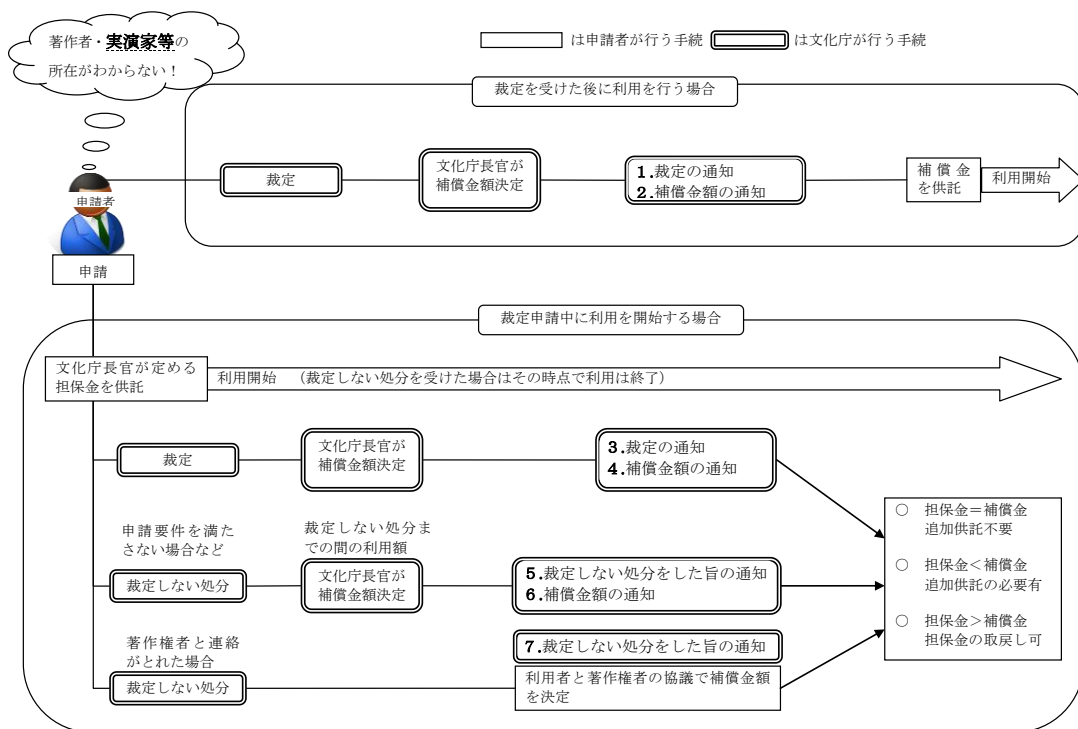 著作者・実演家等の
所在がわからない！
は申請者が行う手続
は文化庁が行う手続
裁定を受けた後に利用を行う場合
裁定
文化庁長官が
補償金額決定
1.裁定の通知
2.補償金額の通知
補償金
を供託
利用開始
申請者
申請
裁定申請中に利用を開始する場合
文化庁長官が定める
担保金を供託
利用開始　（裁定しない処分を受けた場合はその時点で利用は終了）
裁定
文化庁長官が
補償金額決定
3.裁定の通知
4.補償金額の通知
申請要件を満た
さない場合など
裁定しない処分
裁定しない処分ま
での間の利用額
文化庁長官が
補償金額決定
5.裁定しない処分をした旨の通知
6.補償金額の通知
著作権者と連絡
がとれた場合
裁定しない処分
7.裁定しない処分をした旨の通知
利用者と著作権者の協議で補償金額
を決定
○　担保金＝補償金
追加供託不要
○　担保金＜補償金
追加供託の必要有
○　担保金＞補償金
担保金の取戻し可